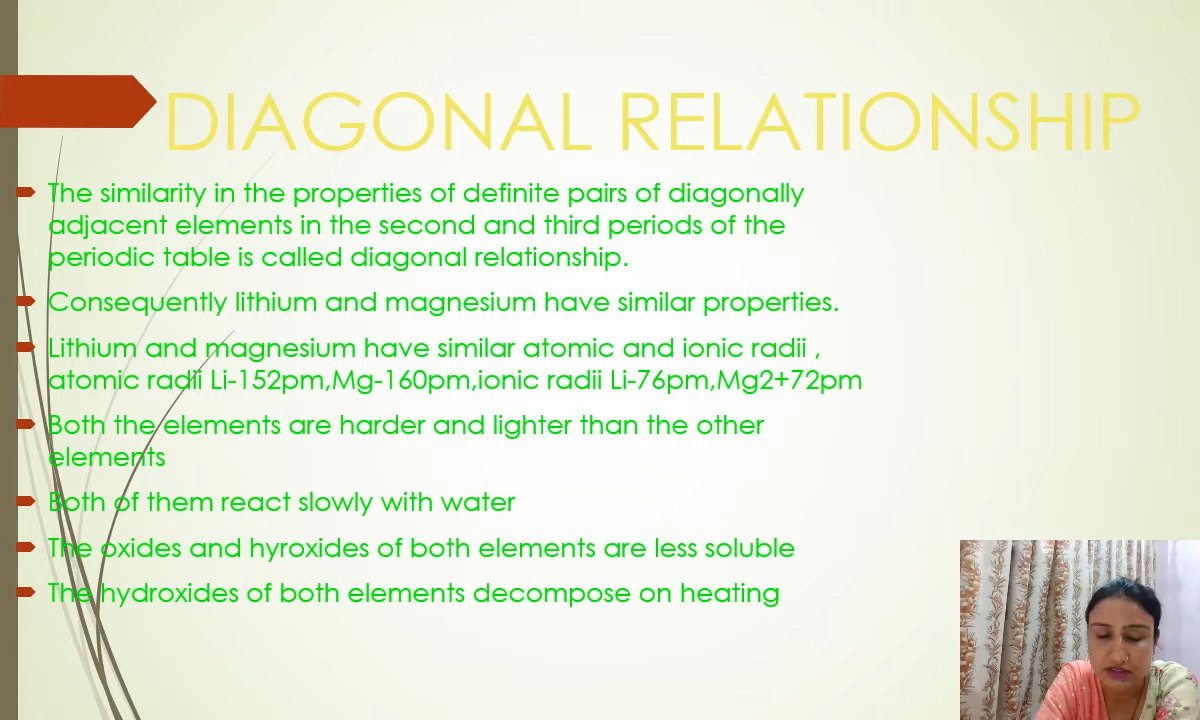 DIAGONAL RELATIONSHIP
The similarity in the properties of definite pairs of diagonally
adjacent elements in the second and third periods of the
periodic table is called diagonal relationship.
Consequently lithium and magnesium have similar properties.
Lithium and magnesium have similar atomic and ionic radii ,
atomic radii Li-152pm,Mg-160pm,ionic radii Li-76pm,Mg2+72pm
Both the elements are harder and lighter than the other
elements
Both of them react slowly with water
The oxides and hyroxides of both elements are less soluble
The hydroxides of both elements decompose on heating